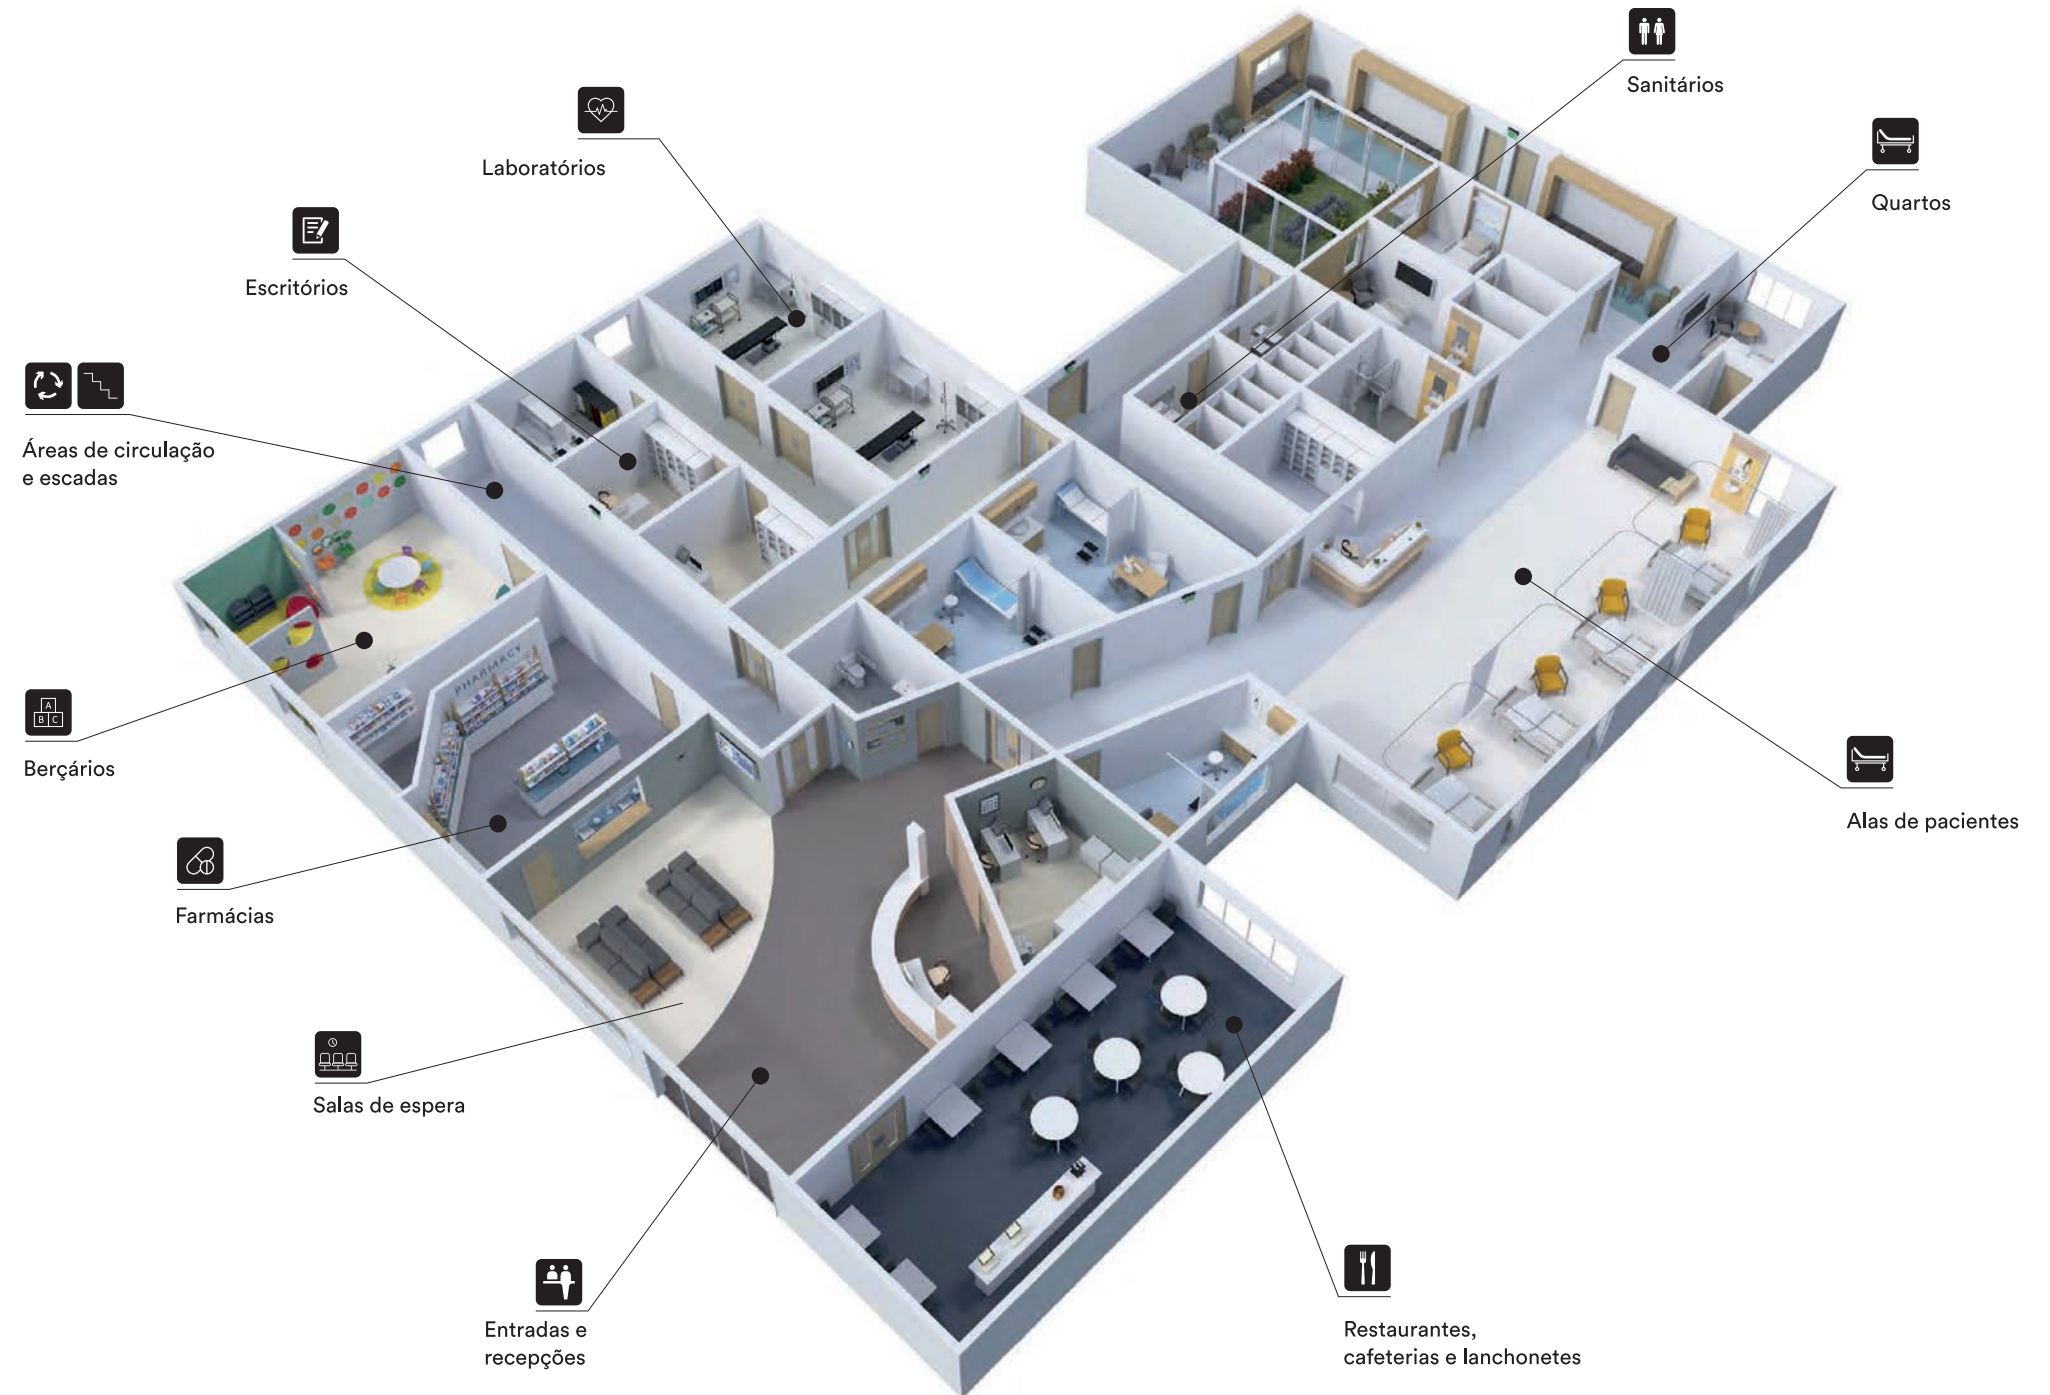 Sanitários
Laboratórios
Quartos
Escritórios
Áreas de circulação
e escadas
PHARMACY
A
B C
Berçários
Alas de pacientes
Farmácias
Salas de espera
Entradas e
recepções
Restaurantes,
cafeterias e lanchonetes